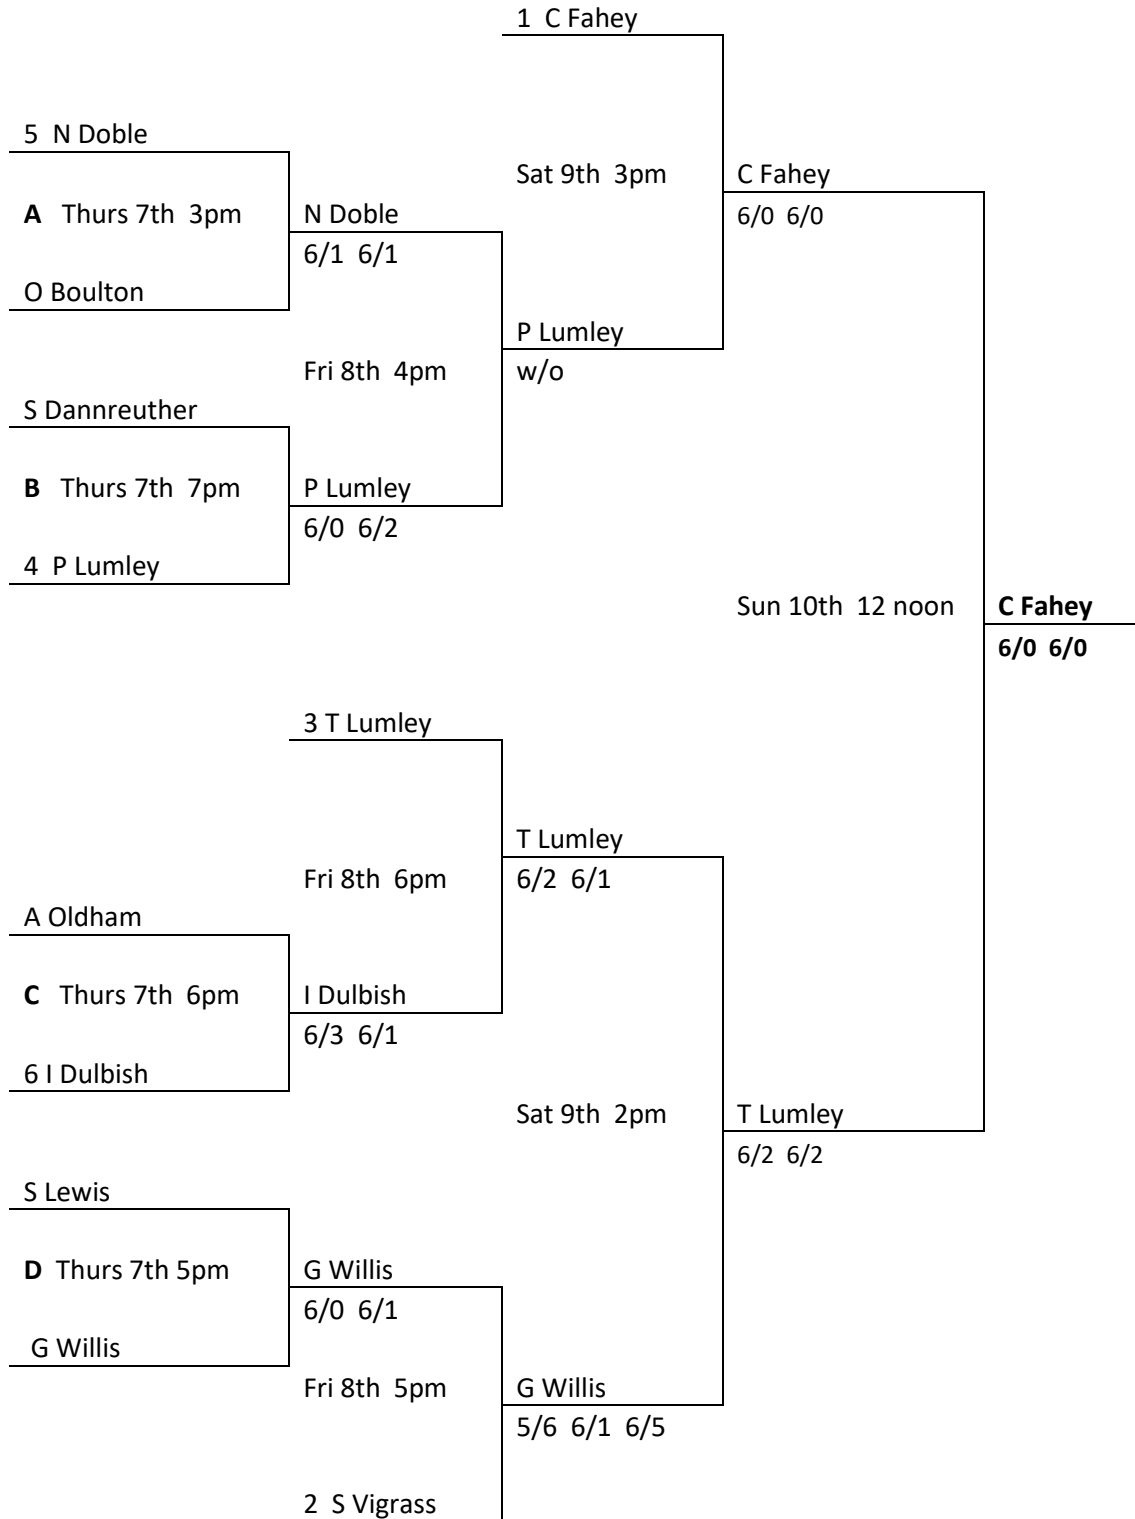 1 C Fahey
5 N Doble
Sat 9th 3pm
C Fahey
A Thurs 7th 3pm
N Doble
6/0 6/0
6/1 6/1
O Boulton
P Lumley
Fri 8th 4pm
w/o
S Dannreuther
B Thurs 7th 7pm
P Lumley
6/0 6/2
4 P Lumley
Sun 10th 12 noon
C Fahey
6/0 6/0
3 T Lumley
T Lumley
Fri 8th 6pm
6/2 6/1
A Oldham
C Thurs 7th 6pm
I Dulbish
6/3 6/1
6 I Dulbish
Sat 9th 2pm
T Lumley
6/2 6/2
S Lewis
D Thurs 7th 5pm
G Willis
6/0 6/1
G Willis
Fri 8th 5pm
G Willis
5/6 6/1 6/5
2 S Vigrass